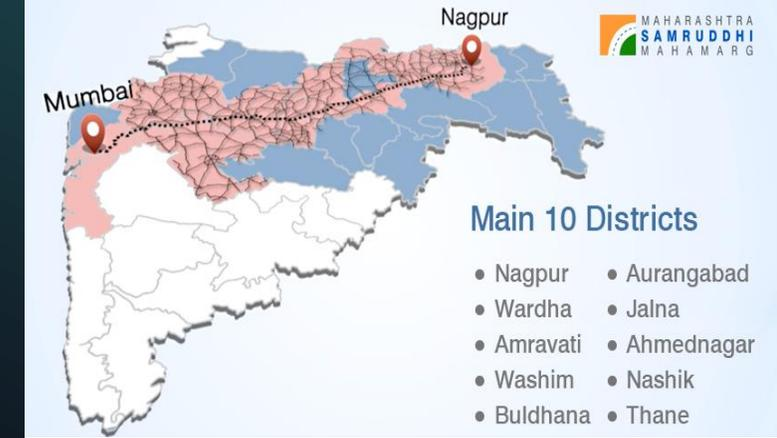 Nagpur
MAHARASHTRA
SAMRUDDHI
MAHAMARG
Mumbai
Main 10 Districts
• Nagpur
• Wardha
• Amravati
• Washim
• Buldhana
• Aurangabad
• Jalna
• Ahmednagar
• Nashik
• Thane